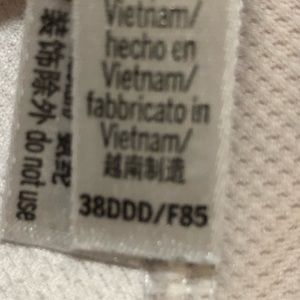 Vietnam/
hecho en
Vietnam/
fabbricato in
Vietnam/
越南制造
38DDD/F85
装饰除外 do not use